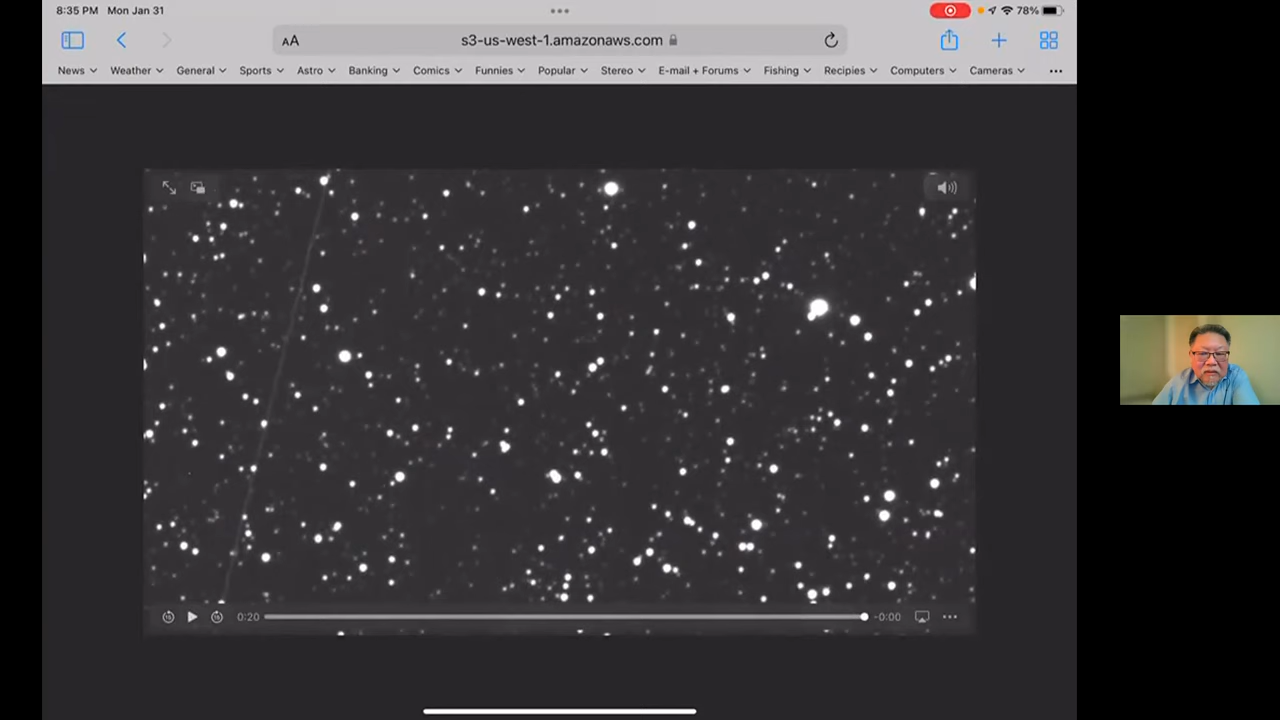 8:35 PM Mon Jan 31 78%
AA s3-us-west-1.amazonaws.com
News Weather General Sports Astro Banking Comics Funnies Popular Stereo E-mail + Forums Fishing Recipies Computers Cameras
0:20 -0:00